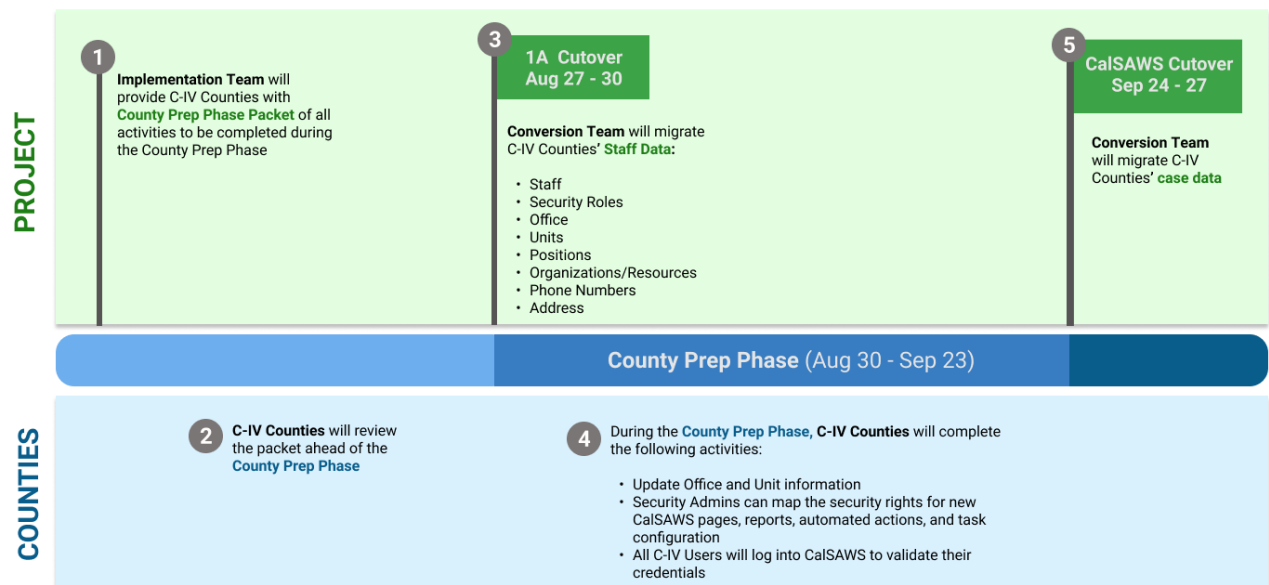 PROJECT
1
Implementation Team will
provide C-IV Counties with
County Prep Phase Packet of all
activities to be completed during
the County Prep Phase
3
1A Cutover
Aug 27 - 30
Conversion Team will migrate
C-IV Counties' Staff Data:
• Staff
• Security Roles
• Office
• Units
• Positions
• Organizations/Resources
• Phone Numbers
• Address
5
CalSAWS Cutover
Sep 24 - 27
Conversion Team
will migrate C-IV
Counties' case data
County Prep Phase (Aug 30 - Sep 23)
COUNTIES
2
C-IV Counties will review
the packet ahead of the
County Prep Phase
4
During the County Prep Phase, C-IV Counties will complete
the following activities:
• Update Office and Unit information
• Security Admins can map the security rights for new
CalSAWS pages, reports, automated actions, and task
configuration
• All C-IV Users will log into CalSAWS to validate their
credentials